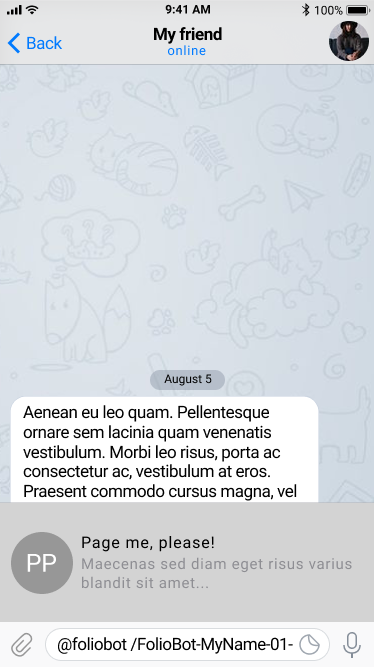 9:41 AM
100%
Back
My friend
online
August 5
Aenean eu leo quam. Pellentesque
ornare sem lacinia quam venenatis
vestibulum. Morbi leo risus, porta ac
consectetur ac, vestibulum at eros.
Praesent commodo cursus magna, vel
PP
Page me, please!
Maecenas sed diam eget risus varius
blandit sit amet...
@foliobot /FolioBot-MyName-01-